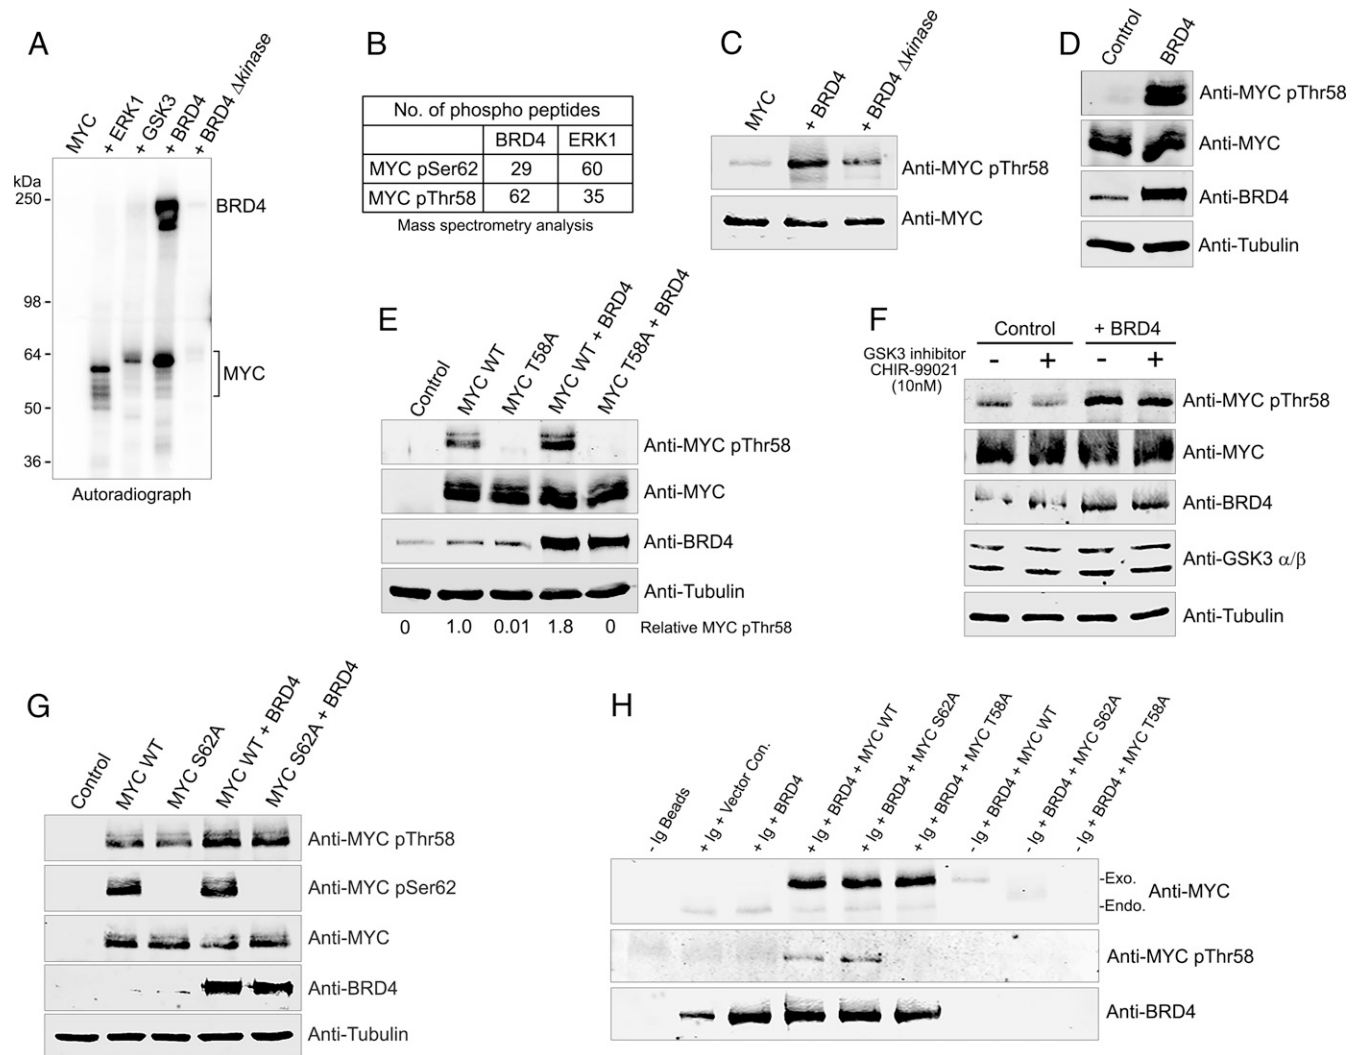 A
MYC
+ ERK1
+ GSK3
+ BRD4
+ BRD4 Δkinase
kDa
250
98
64
50
36
BRD4
MYC
Autoradiograph
B
No. of phospho peptides
BRD4 ERK1
MYC pSer62 29 60
MYC pThr58 62 35
Mass spectrometry analysis
C
MYC
+ BRD4
+ BRD4 Δkinase
Anti-MYC pThr58
Anti-MYC
D
Control
BRD4
Anti-MYC pThr58
Anti-MYC
Anti-BRD4
Anti-Tubulin
E
Control
MYC WT
MYC T58A
MYC WT + BRD4
MYC T58A + BRD4
Anti-MYC pThr58
Anti-MYC
Anti-BRD4
Anti-Tubulin
0 1.0 0.01 1.8 0 Relative MYC pThr58
F
Control + BRD4
GSK3 inhibitor
CHIR-99021
(10nM)
- + - +
Anti-MYC pThr58
Anti-MYC
Anti-BRD4
Anti-GSK3 α/β
Anti-Tubulin
G
Control
MYC WT
MYC S62A
MYC WT + BRD4
MYC S62A + BRD4
Anti-MYC pThr58
Anti-MYC pSer62
Anti-MYC
Anti-BRD4
Anti-Tubulin
H
- Ig Beads
+ Ig + Vector Con.
+ Ig + BRD4
+ Ig + BRD4 + MYC WT
+ Ig + BRD4 + MYC S62A
+ Ig + BRD4 + MYC T58A
- Ig + BRD4 + MYC WT
- Ig + BRD4 + MYC S62A
- Ig + BRD4 + MYC T58A
-Exo.
Anti-MYC
-Endo.
Anti-MYC pThr58
Anti-BRD4